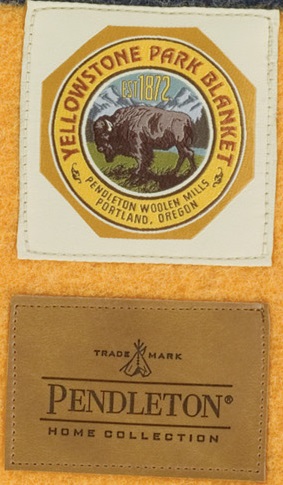 YELLOWSTONE PARK BLANKET
EST 1872
PENDLETON WOOLEN MILLS
PORTLAND, OREGON
TRADE MARK
PENDLETON®
HOME COLLECTION